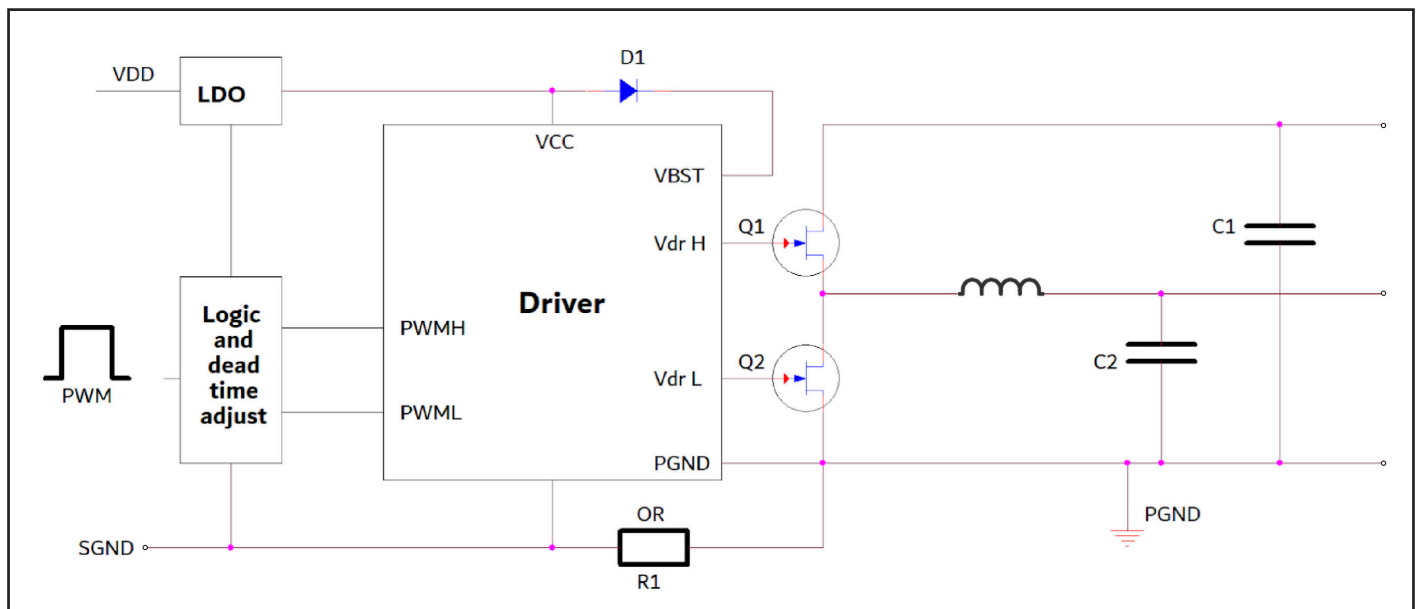 D1
VDD
LDO
VCC
VBST
Q1
Vdr H
C1
Driver
Logic
and
dead
time
adjust
PWMH
PWM
PWML
Q2
Vdr L
C2
PGND
PGND
OR
SGND
R1